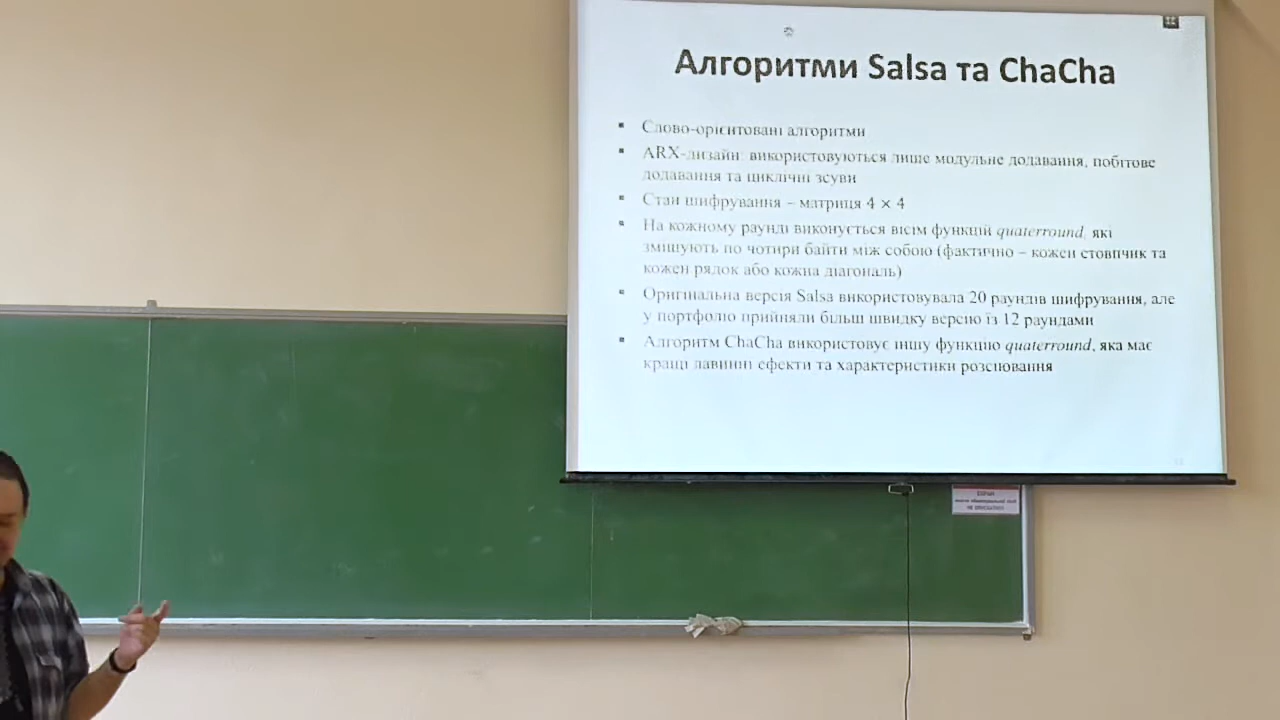 Алгоритми Salsa та ChaCha
▪ Слово-орієнтовані алгоритми
▪ ARX-дизайн: використовуються лише модульне додавання, побітове
додавання та циклічні зсуви
▪ Стан шифрування – матриця 4 × 4
▪ На кожному раунді виконується вісім функцій quaterround, які
змішують по чотири байти між собою (фактично – кожен стовпчик та
кожен рядок або кожна діагональ)
▪ Оригінальна версія Salsa використовувала 20 раундів шифрування, але
у портфоліо прийняли більш швидку версію із 12 раундами
▪ Алгоритм ChaCha використовує іншу функцію quaterround, яка має
кращі лавинні ефекти та характеристики розсіювання